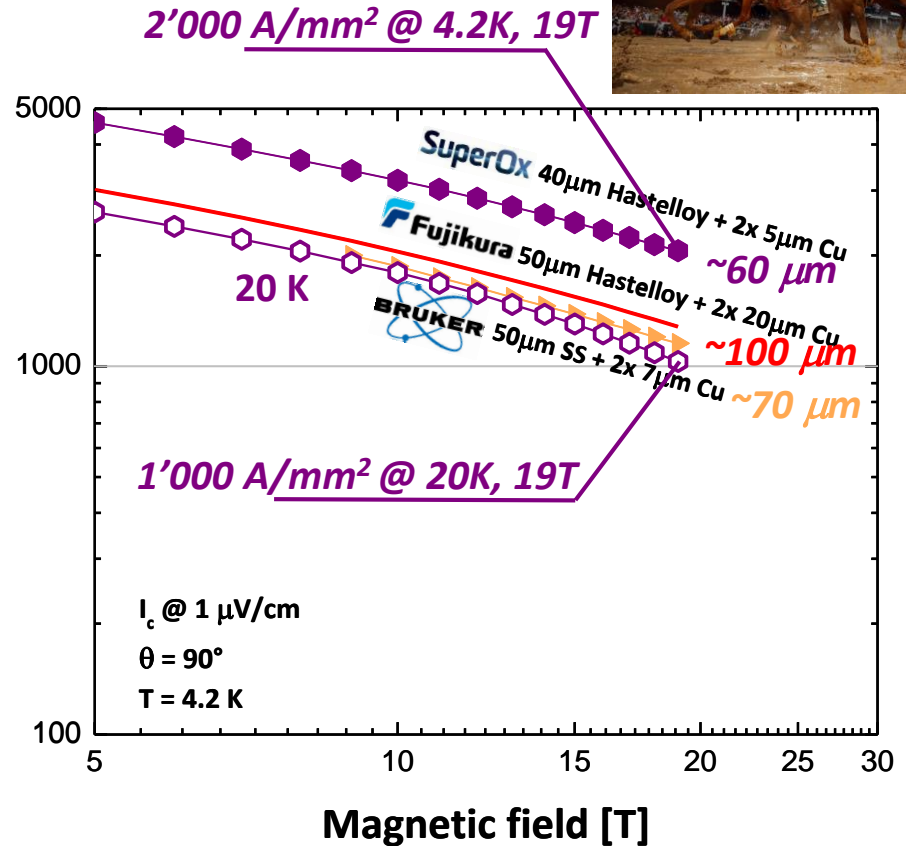 2’000 A/mm² @ 4.2K, 19T
5000
SuperOx 40μm Hastelloy + 2x 5μm Cu
~60 μm
Fujikura 50μm Hastelloy + 2x 20μm Cu
~100 μm
20 K
BRUKER 50μm SS + 2x 7μm Cu
~70 μm
1000
1’000 A/mm² @ 20K, 19T
I_c @ 1 μV/cm
θ = 90°
T = 4.2 K
100
5 10 15 20 25 30
Magnetic field [T]